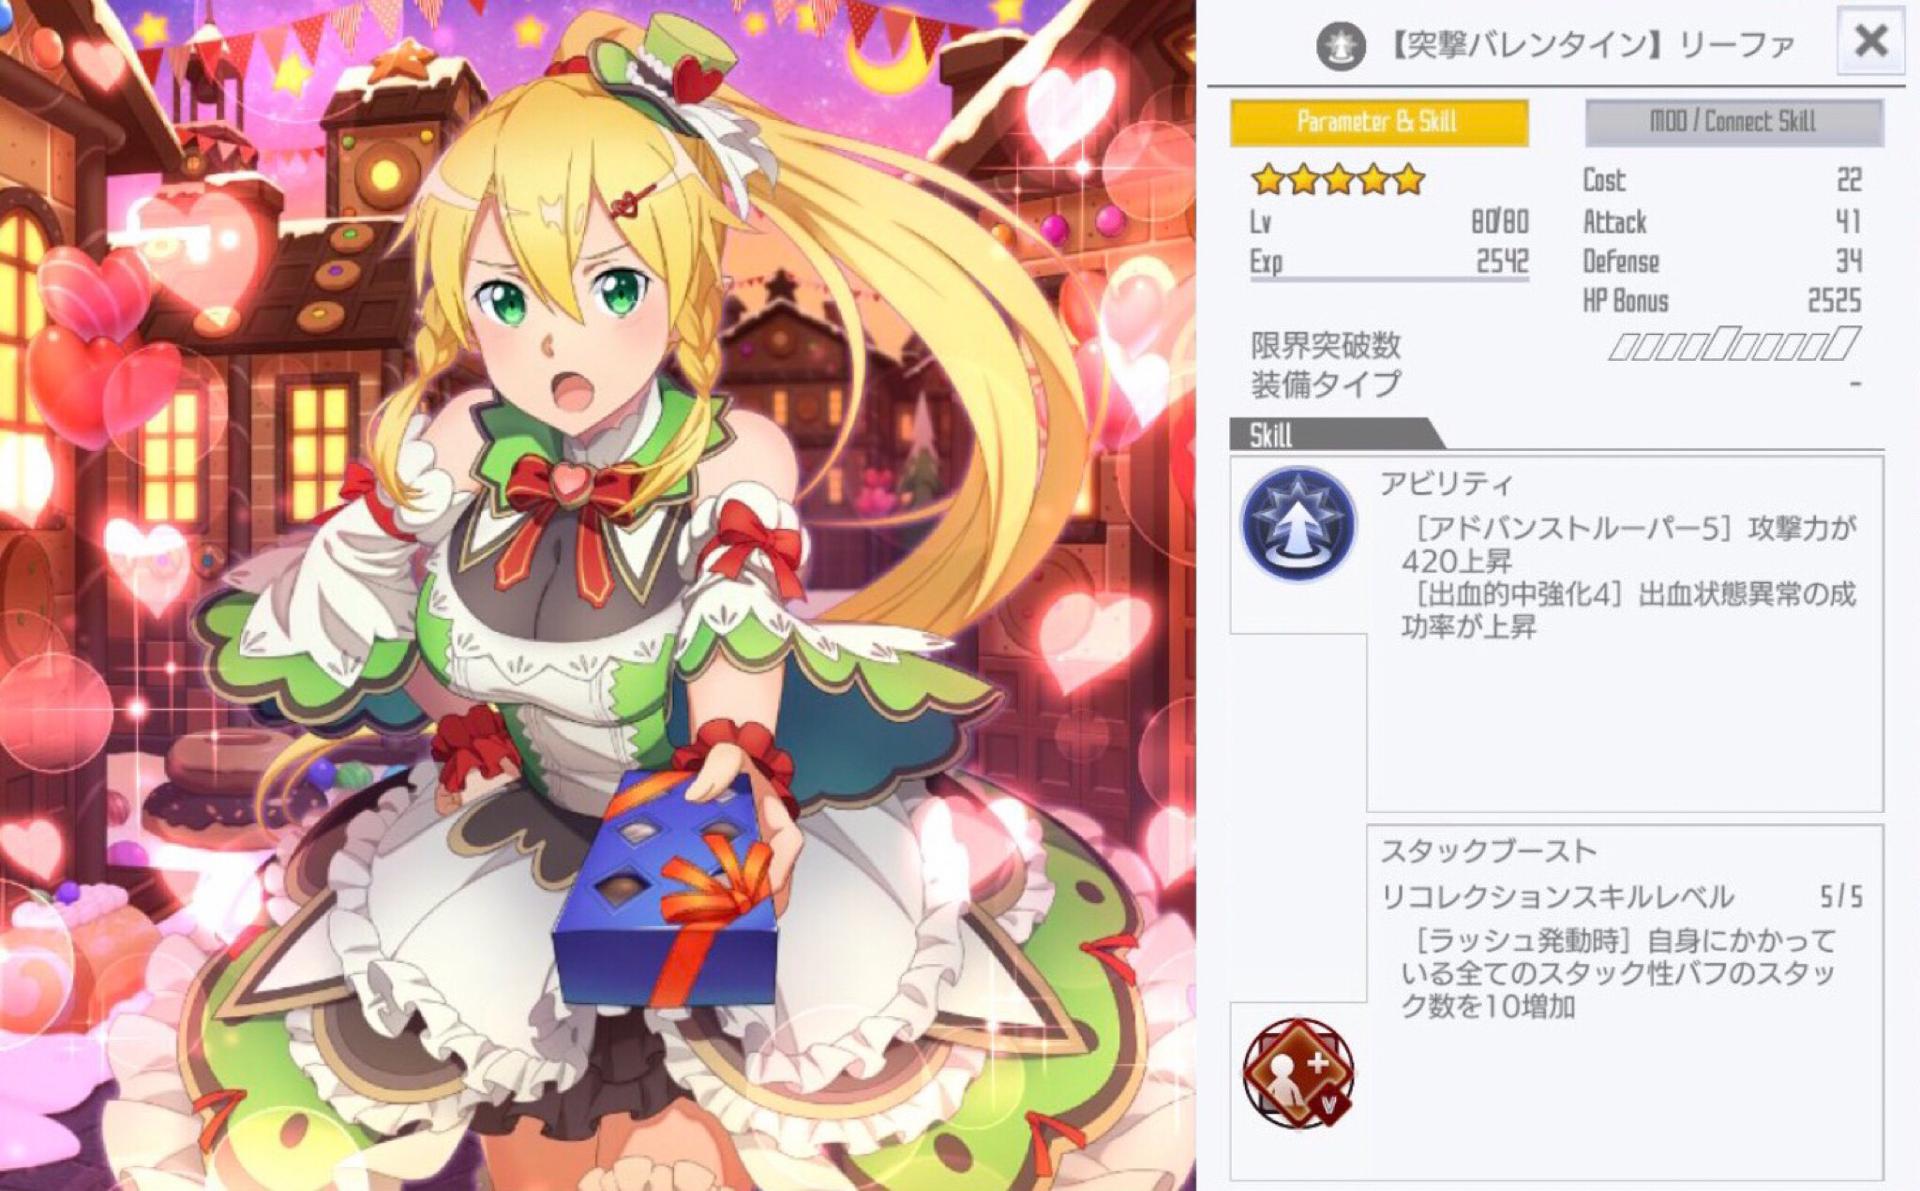 【突撃バレンタイン】リーファ
Parameter & Skill
MOD / Connect Skill
Lv 80/80
Exp 2542
Cost 22
Attack 41
Defense 34
HP Bonus 2525
限界突破数
装備タイプ -
Skill
アビリティ
［アドバンストルーパー5］攻撃力が
420上昇
［出血的中強化4］出血状態異常の成
功率が上昇
スタックブースト
リコレクションスキルレベル 5/5
［ラッシュ発動時］自身にかかって
いる全てのスタック性バフのスタッ
ク数を10増加
V